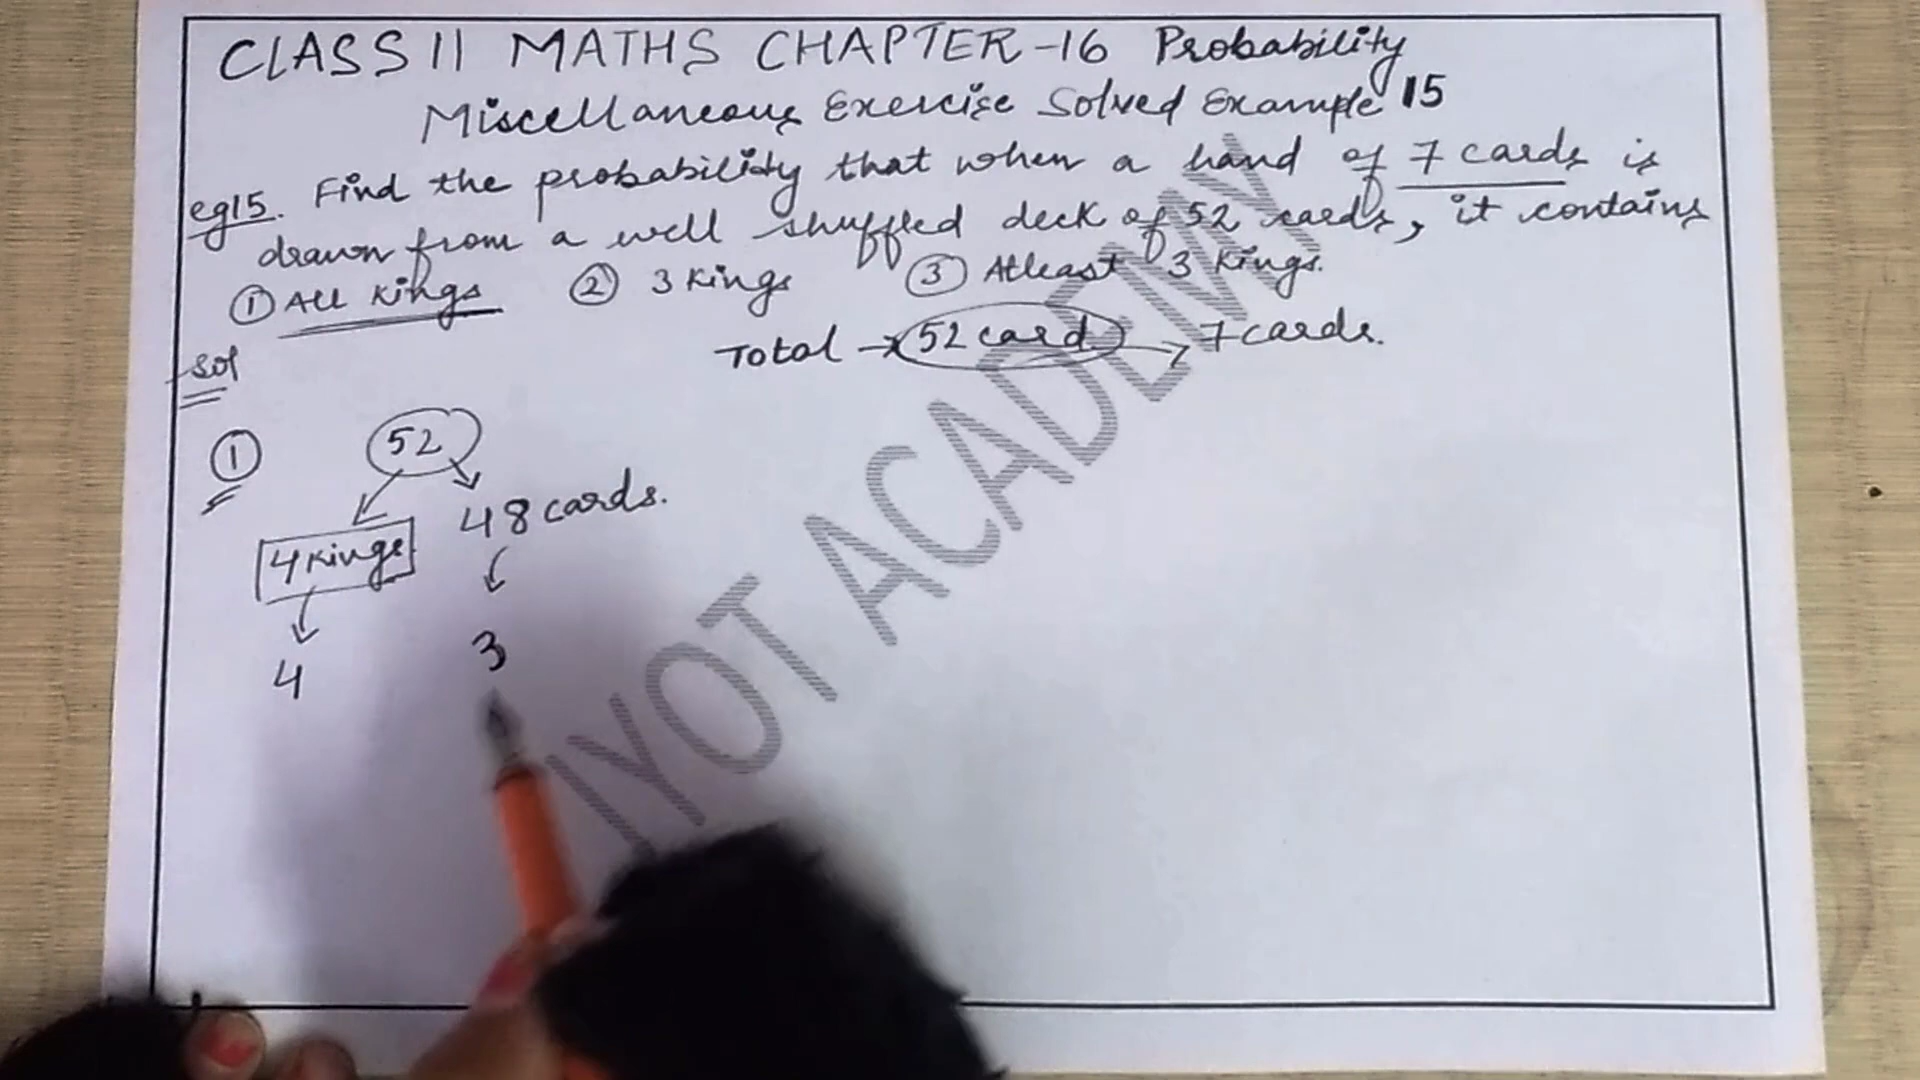 CLASS 11 MATHS CHAPTER-16 Probability
Miscellaneous Exercise Solved Example 15
eg15. Find the probability that when a hand of 7 cards is
drawn from a well shuffled deck of 52 cards, it contains
① All Kings ② 3 Kings ③ Atleast 3 Kings.
Total → 52 card → 7 cards.
Sol
① 52
48 cards.
4 Kings
4 3
JYOT ACADEMY